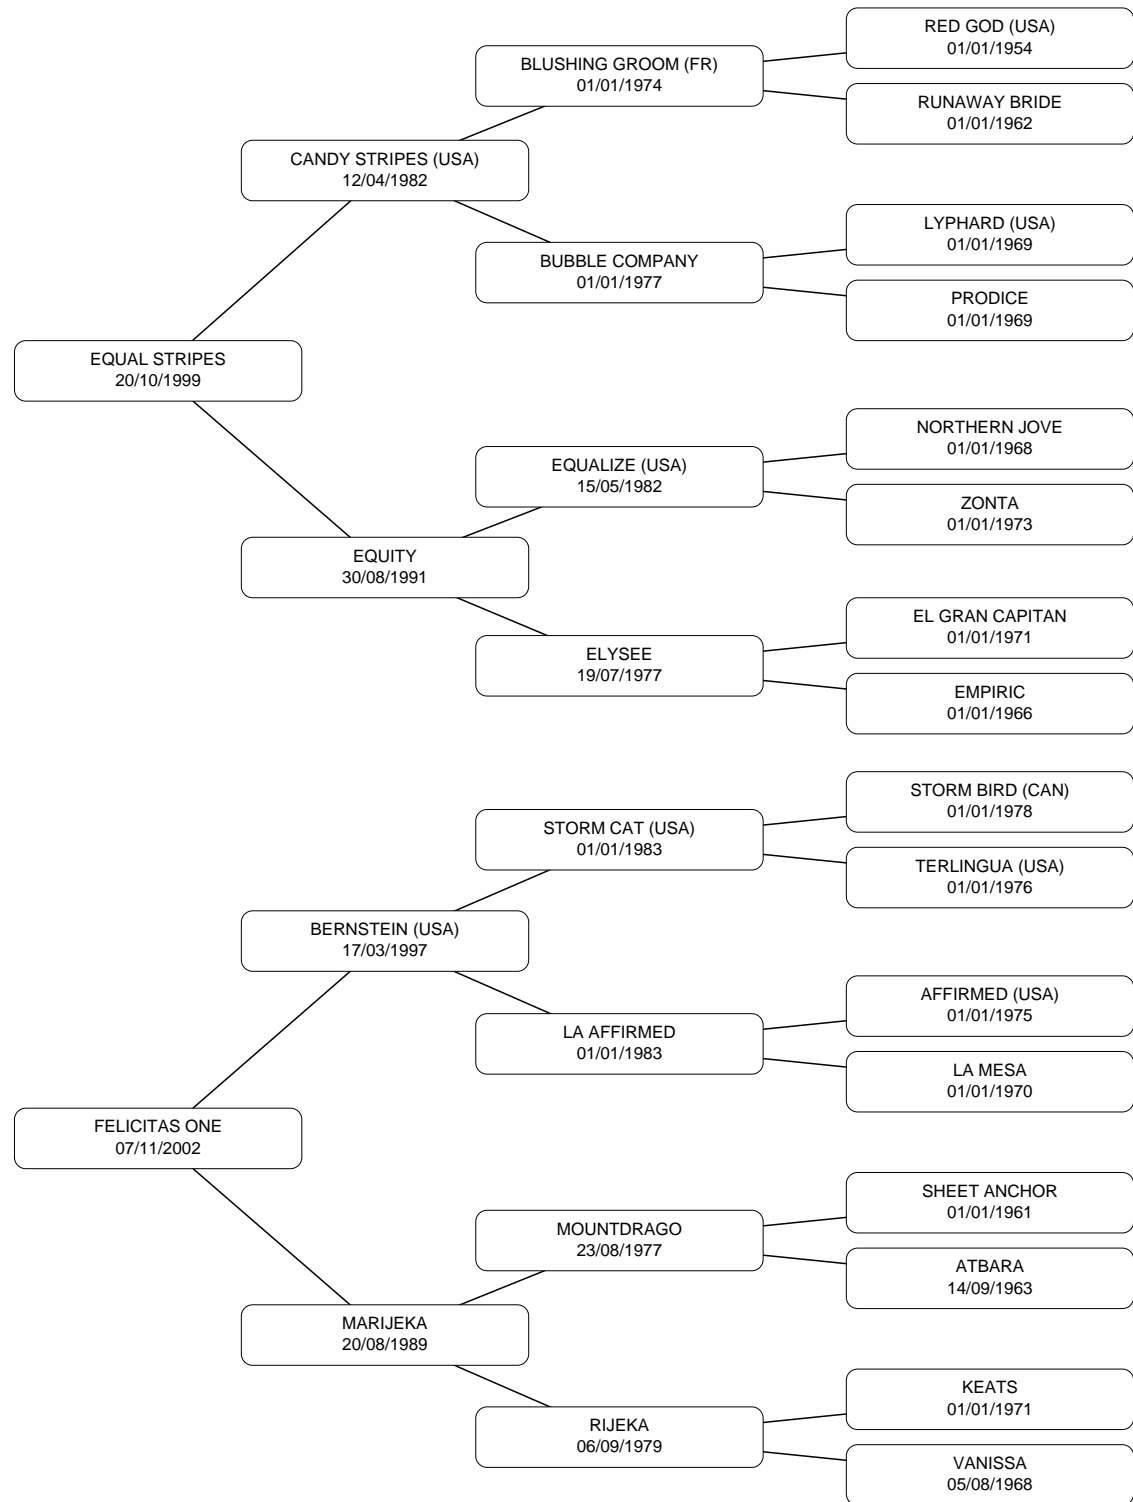 RED GOD (USA)
01/01/1954
BLUSHING GROOM (FR)
01/01/1974
RUNAWAY BRIDE
01/01/1962
CANDY STRIPES (USA)
12/04/1982
LYPHARD (USA)
01/01/1969
BUBBLE COMPANY
01/01/1977
PRODICE
01/01/1969
EQUAL STRIPES
20/10/1999
NORTHERN JOVE
01/01/1968
EQUALIZE (USA)
15/05/1982
ZONTA
01/01/1973
EQUITY
30/08/1991
EL GRAN CAPITAN
01/01/1971
ELYSEE
19/07/1977
EMPIRIC
01/01/1966
STORM BIRD (CAN)
01/01/1978
STORM CAT (USA)
01/01/1983
TERLINGUA (USA)
01/01/1976
BERNSTEIN (USA)
17/03/1997
AFFIRMED (USA)
01/01/1975
LA AFFIRMED
01/01/1983
LA MESA
01/01/1970
FELICITAS ONE
07/11/2002
SHEET ANCHOR
01/01/1961
MOUNTDRAGO
23/08/1977
ATBARA
14/09/1963
MARIJEKA
20/08/1989
KEATS
01/01/1971
RIJEKA
06/09/1979
VANISSA
05/08/1968